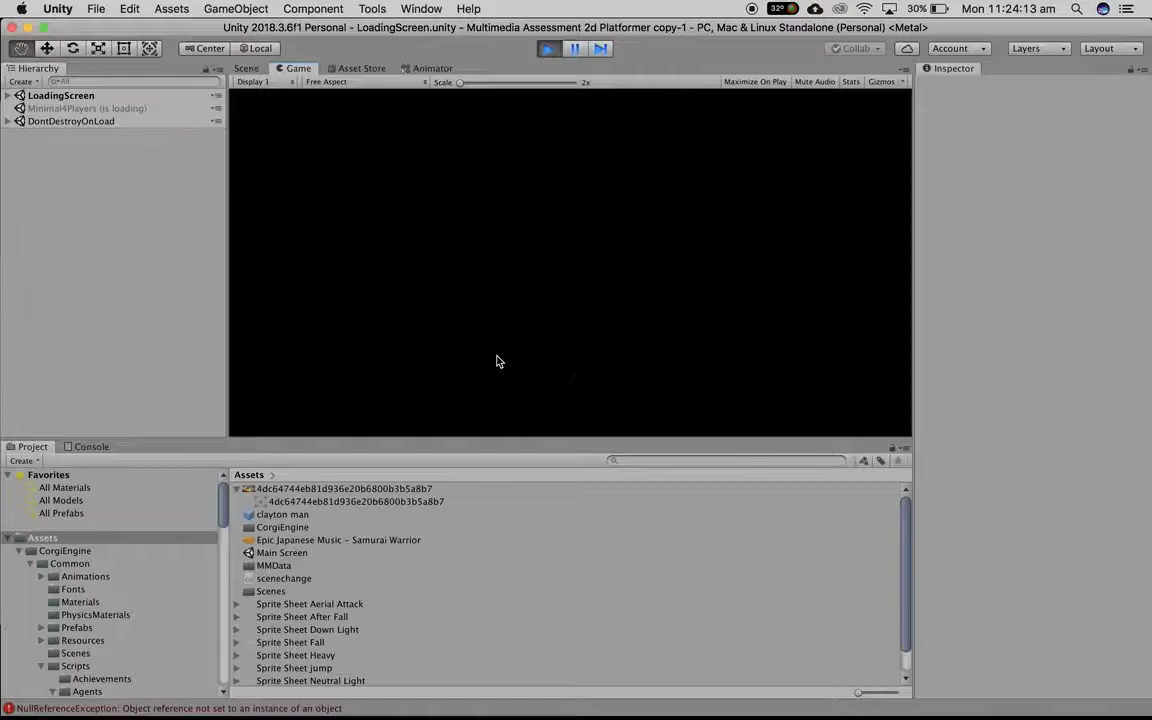 Unity File Edit Assets GameObject Component Tools Window Help 32° 30% Mon 11:24:13 am
Unity 2018.3.6f1 Personal - LoadingScreen.unity - Multimedia Assessment 2d Platformer copy-1 - PC, Mac & Linux Standalone (Personal) <Metal>
Center Local Collab Account Layers Layout
Hierarchy Scene Game Asset Store Animator Inspector
Create All Display 1 Free Aspect Scale 2x Maximize On Play Mute Audio Stats Gizmos
LoadingScreen
Minimal4Players (is loading)
DontDestroyOnLoad
Project Console
Create
Favorites
All Materials
All Models
All Prefabs
Assets
CorgiEngine
Common
Animations
Fonts
Materials
PhysicsMaterials
Prefabs
Resources
Scenes
Scripts
Achievements
Agents
Assets
4dc64744eb81d936e20b6800b3b5a8b7
4dc64744eb81d936e20b6800b3b5a8b7
clayton man
CorgiEngine
Epic Japanese Music - Samurai Warrior
Main Screen
MMData
scenechange
Scenes
Sprite Sheet Aerial Attack
Sprite Sheet After Fall
Sprite Sheet Down Light
Sprite Sheet Fall
Sprite Sheet Heavy
Sprite Sheet jump
Sprite Sheet Neutral Light
NullReferenceException: Object reference not set to an instance of an object